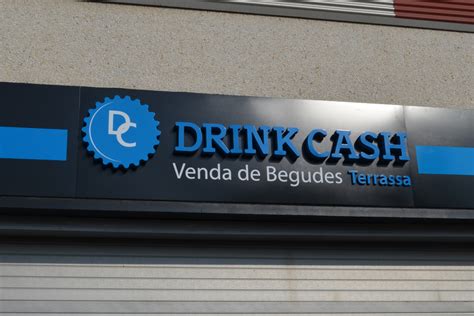 DC
DRINK CASH
Venda de Begudes Terrassa